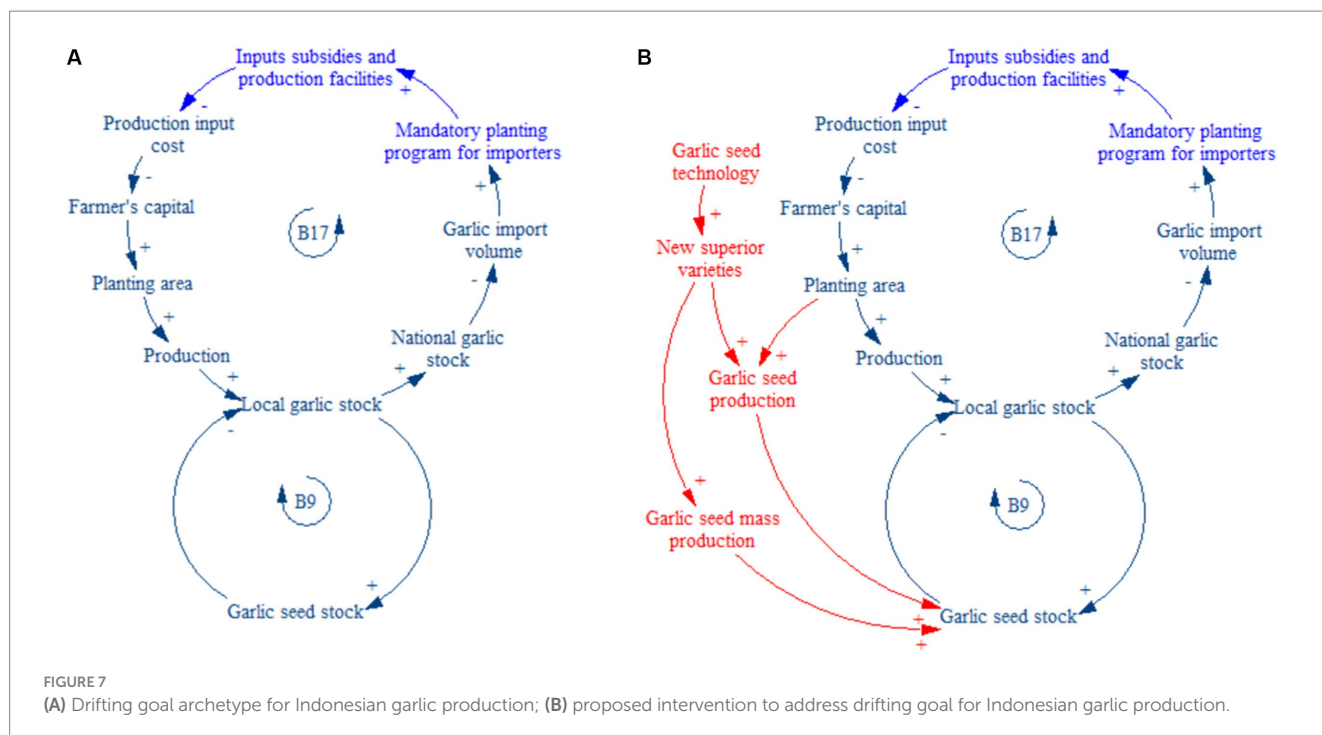 A
Inputs subsidies and
production facilities
-
+
Production input
cost
Mandatory planting
program for importers
-
+
Farmer's capital
B17
Garlic import
volume
+
Planting area
-
+
National garlic
stock
Production
+
+
Local garlic stock
-
B9
+
Garlic seed stock
B
Inputs subsidies and
production facilities
-
+
Production input
cost
Mandatory planting
program for importers
Garlic seed
technology
-
+
Farmer's capital
+
B17
Garlic import
volume
New superior
varieties
+
Planting area
-
+
National garlic
stock
+
+
Production
Garlic seed
production
+
+
Local garlic stock
-
+
B9
Garlic seed mass
production
+
Garlic seed stock
+
+
FIGURE 7
(A) Drifting goal archetype for Indonesian garlic production; (B) proposed intervention to address drifting goal for Indonesian garlic production.